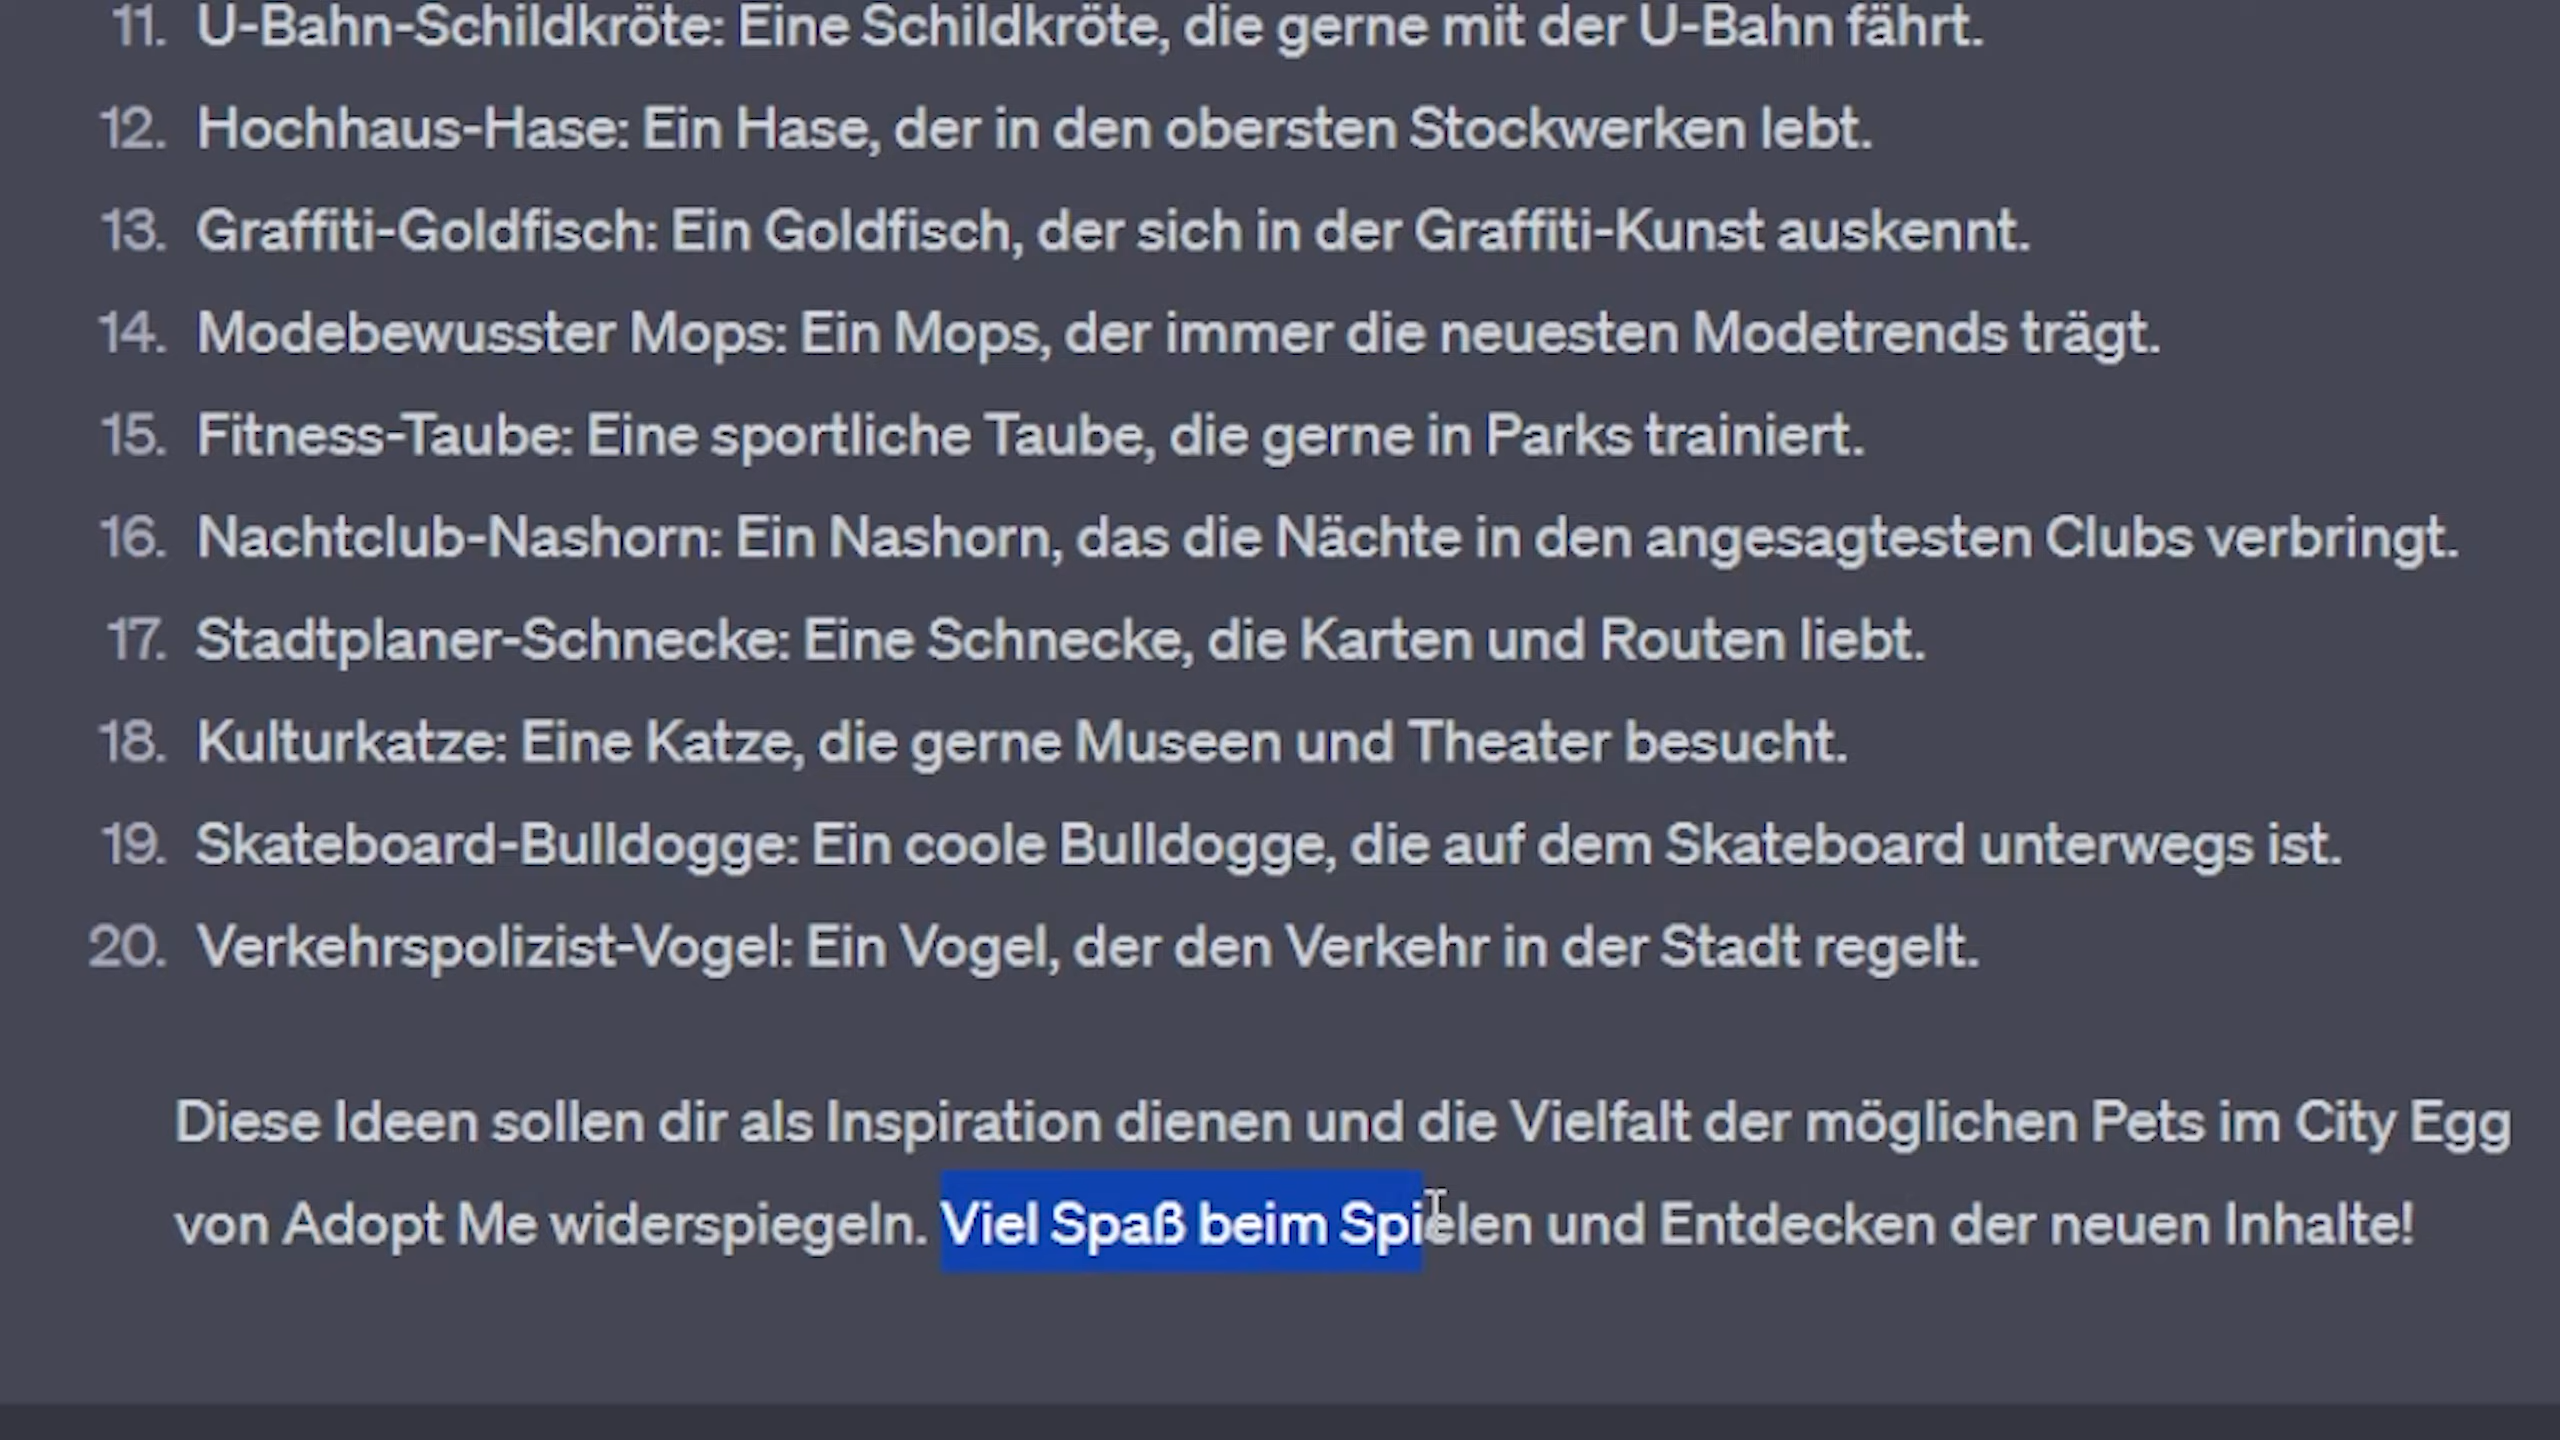 11. U-Bahn-Schildkröte: Eine Schildkröte, die gerne mit der U-Bahn fährt.
12. Hochhaus-Hase: Ein Hase, der in den obersten Stockwerken lebt.
13. Graffiti-Goldfisch: Ein Goldfisch, der sich in der Graffiti-Kunst auskennt.
14. Modebewusster Mops: Ein Mops, der immer die neuesten Modetrends trägt.
15. Fitness-Taube: Eine sportliche Taube, die gerne in Parks trainiert.
16. Nachtclub-Nashorn: Ein Nashorn, das die Nächte in den angesagtesten Clubs verbringt.
17. Stadtplaner-Schnecke: Eine Schnecke, die Karten und Routen liebt.
18. Kulturkatze: Eine Katze, die gerne Museen und Theater besucht.
19. Skateboard-Bulldogge: Ein coole Bulldogge, die auf dem Skateboard unterwegs ist.
20. Verkehrspolizist-Vogel: Ein Vogel, der den Verkehr in der Stadt regelt.
Diese Ideen sollen dir als Inspiration dienen und die Vielfalt der möglichen Pets im City Egg
von Adopt Me widerspiegeln. Viel Spaß beim Spielen und Entdecken der neuen Inhalte!